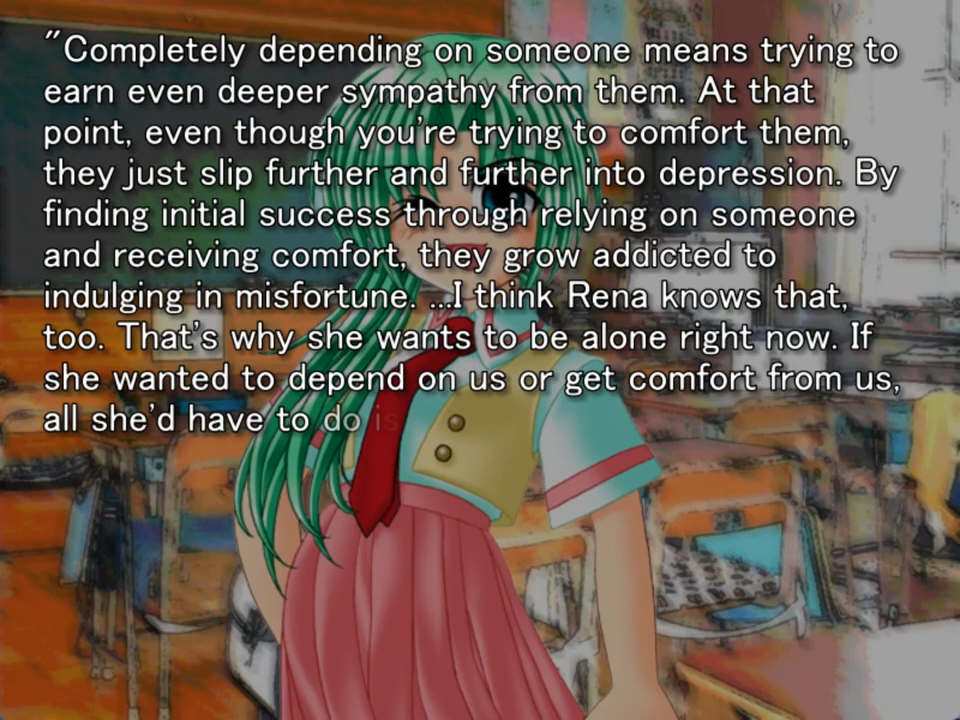 "Completely depending on someone means trying to
earn even deeper sympathy from them. At that
point, even though you're trying to comfort them,
they just slip further and further into depression. By
finding initial success through relying on someone
and receiving comfort, they grow addicted to
indulging in misfortune. ...I think Rena knows that,
too. That's why she wants to be alone right now. If
she wanted to depend on us or get comfort from us,
all she'd have to do is